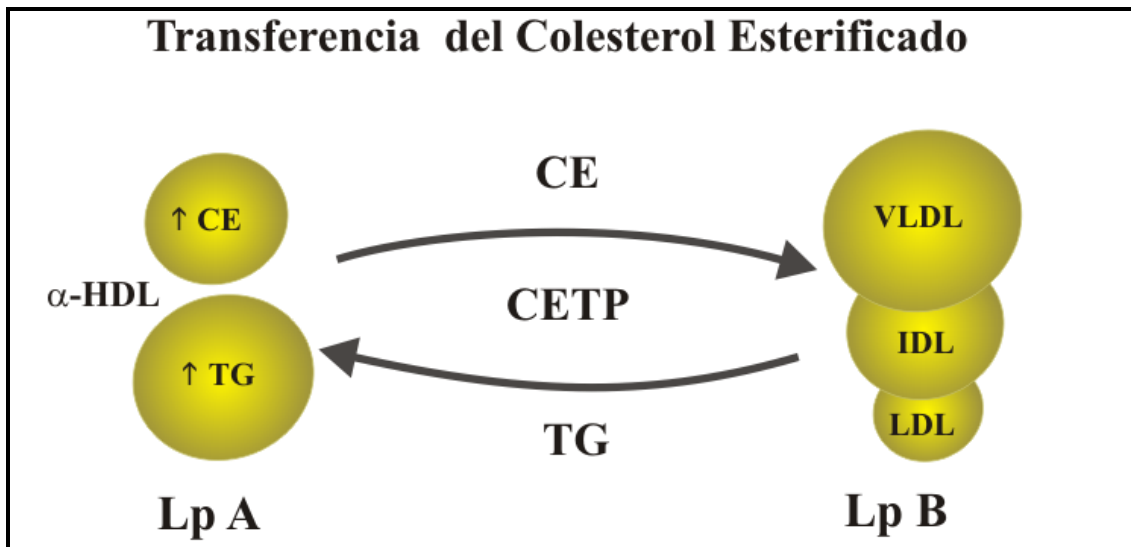 Transferencia del Colesterol Esterificado
CE
↑ CE
VLDL
α-HDL
CETP
IDL
↑ TG
LDL
TG
Lp A
Lp B